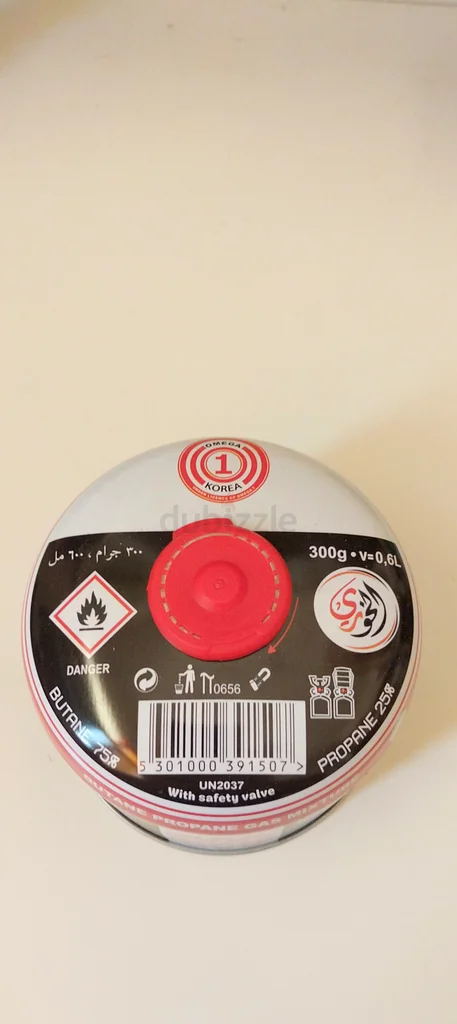 OMEGA
1
KOREA
dubizzle
٣٠٠ جرام ، ٦٠٠ مل
300g • v=0,6L
الخوري
DANGER
0656
BUTANE 75%
PROPANE 25%
5 301000 391507 >
UN2037
With safety valve
BUTANE PROPANE GAS MIXTURE